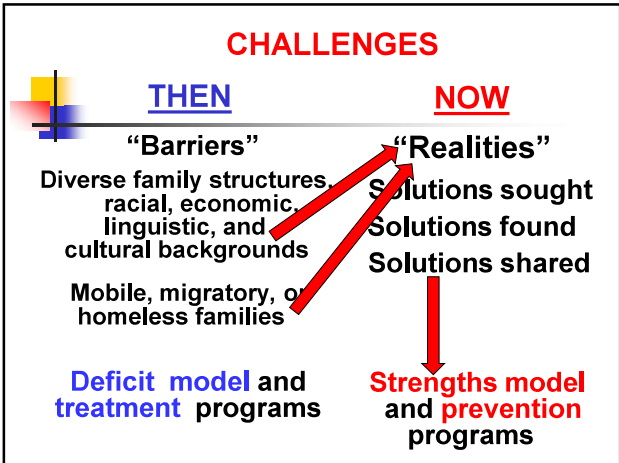 CHALLENGES
THEN
“Barriers”
Diverse family structures,
racial, economic,
linguistic, and
cultural backgrounds
Mobile, migratory, or
homeless families
Deficit model and
treatment programs
NOW
“Realities”
Solutions sought
Solutions found
Solutions shared
Strengths model
and prevention
programs